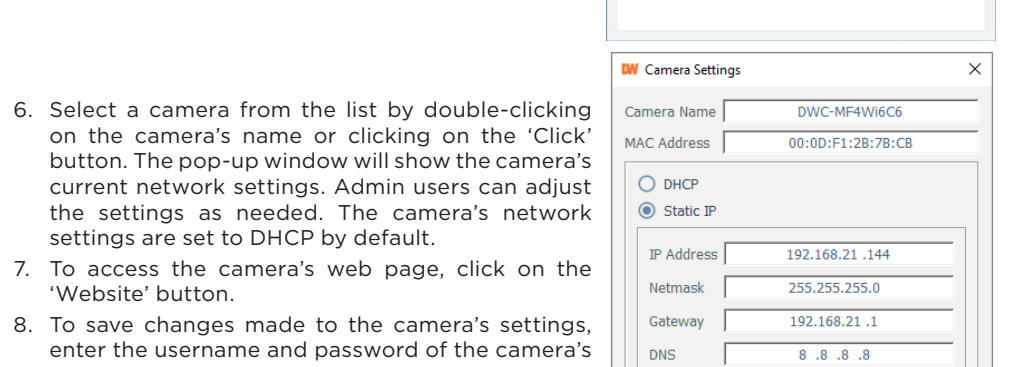 6. Select a camera from the list by double-clicking
on the camera's name or clicking on the 'Click'
button. The pop-up window will show the camera's
current network settings. Admin users can adjust
the settings as needed. The camera's network
settings are set to DHCP by default.
7. To access the camera's web page, click on the
'Website' button.
8. To save changes made to the camera's settings,
enter the username and password of the camera's
DW Camera Settings
Camera Name DWC-MF4Wi6C6
MAC Address 00:0D:F1:2B:7B:CB
DHCP
Static IP
IP Address 192.168.21 .144
Netmask 255.255.255.0
Gateway 192.168.21 .1
DNS 8 .8 .8 .8